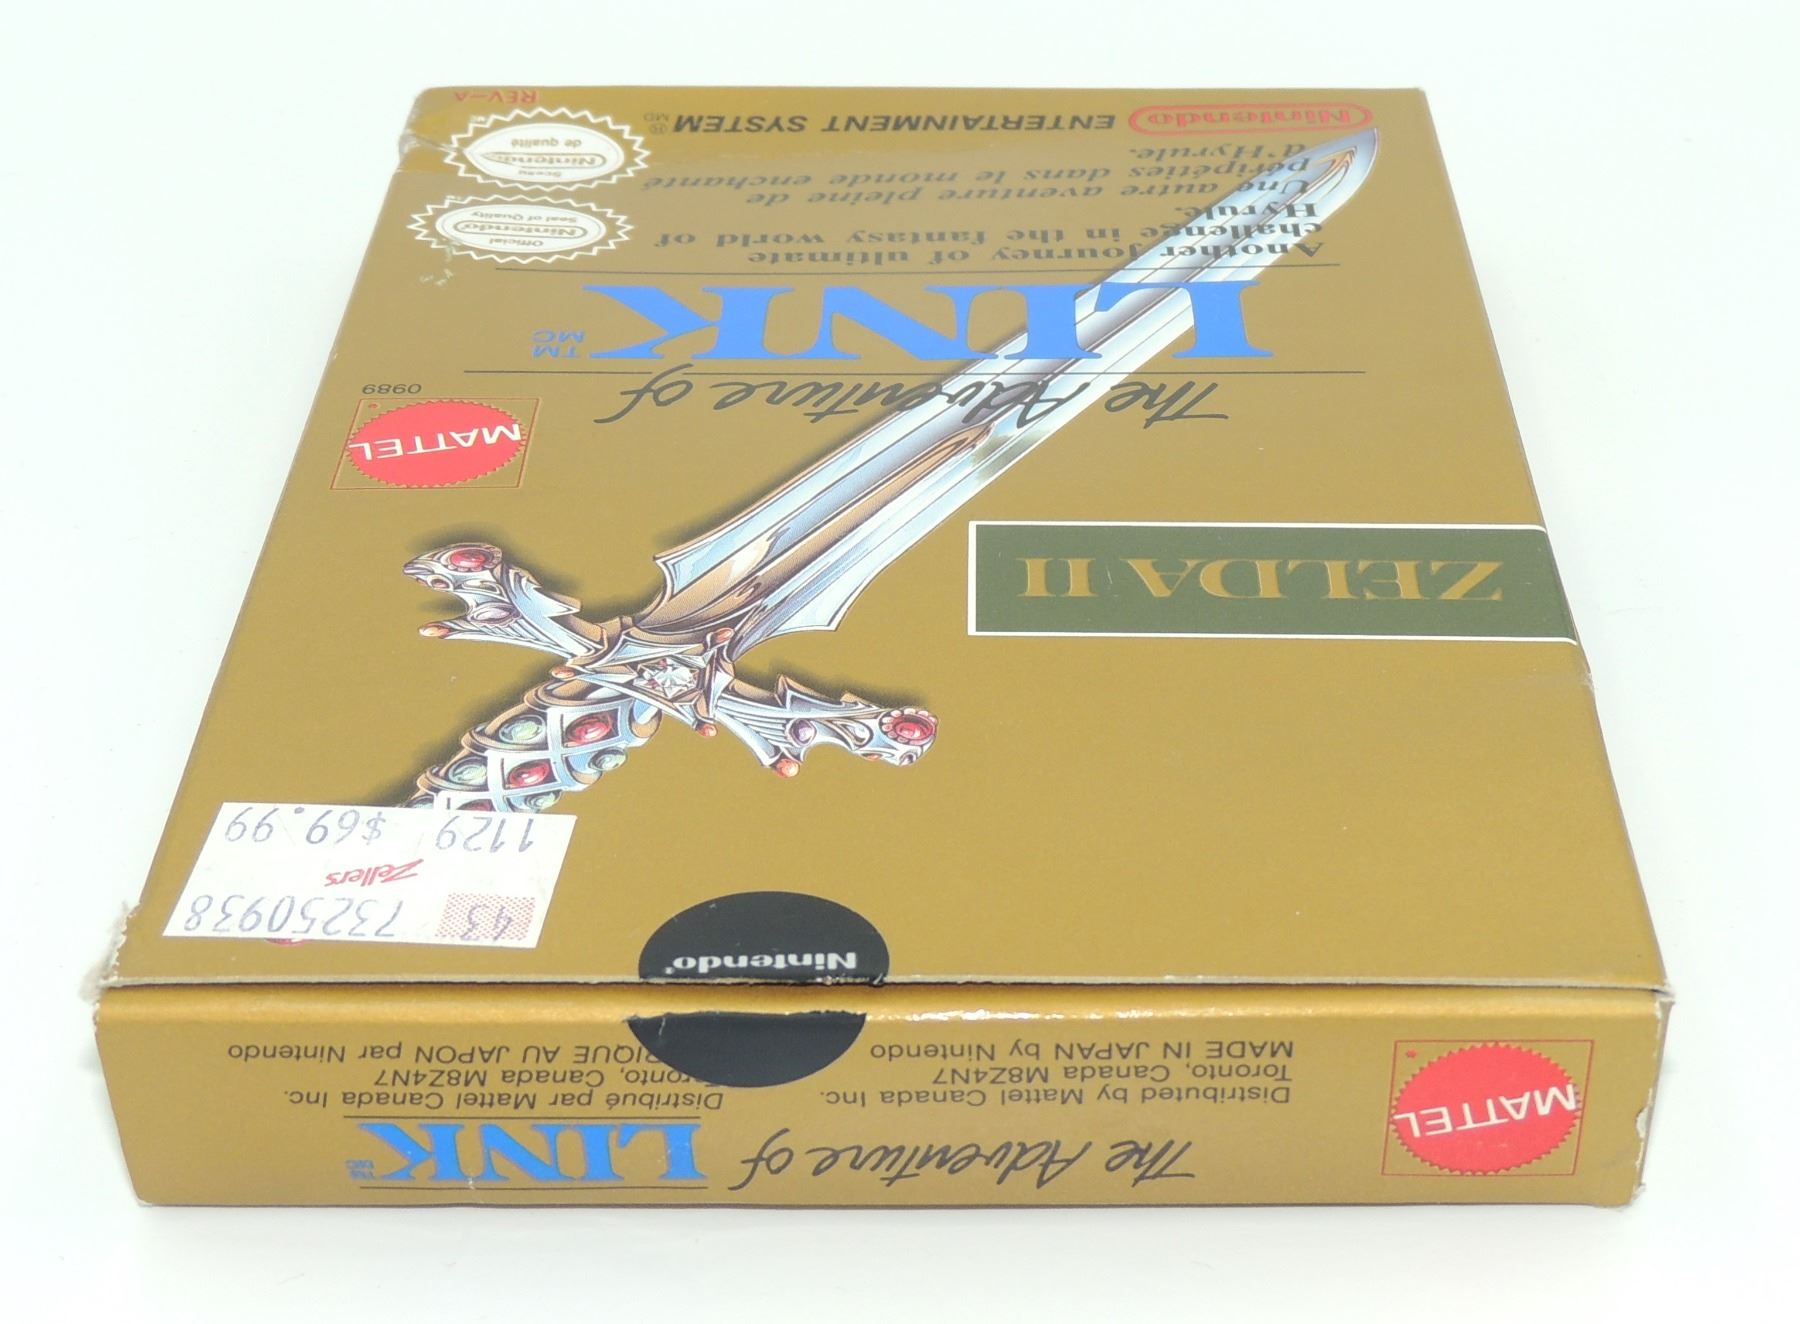 MATTEL
The Adventure of LINK TM MC
Distributed by Mattel Canada Inc.
Toronto, Canada M8Z4N7
MADE IN JAPAN by Nintendo
Distribué par Mattel Canada Inc.
Toronto, Canada M8Z4N7
RIQUE AU JAPON par Nintendo
Nintendo®
43 73250938
Zellers
1129 $69.99
ZELDA II
MATTEL
0989
The Adventure of
LINK TM MC
Another journey of ultimate
challenge in the fantasy world of
Hyrule.
Une autre aventure pleine de
péripéties dans le monde enchanté
d'Hyrule.
Official
Nintendo
Seal of Quality
Sceau
Nintendo
de qualité
MC
Nintendo ENTERTAINMENT SYSTEM® MD
REV-A